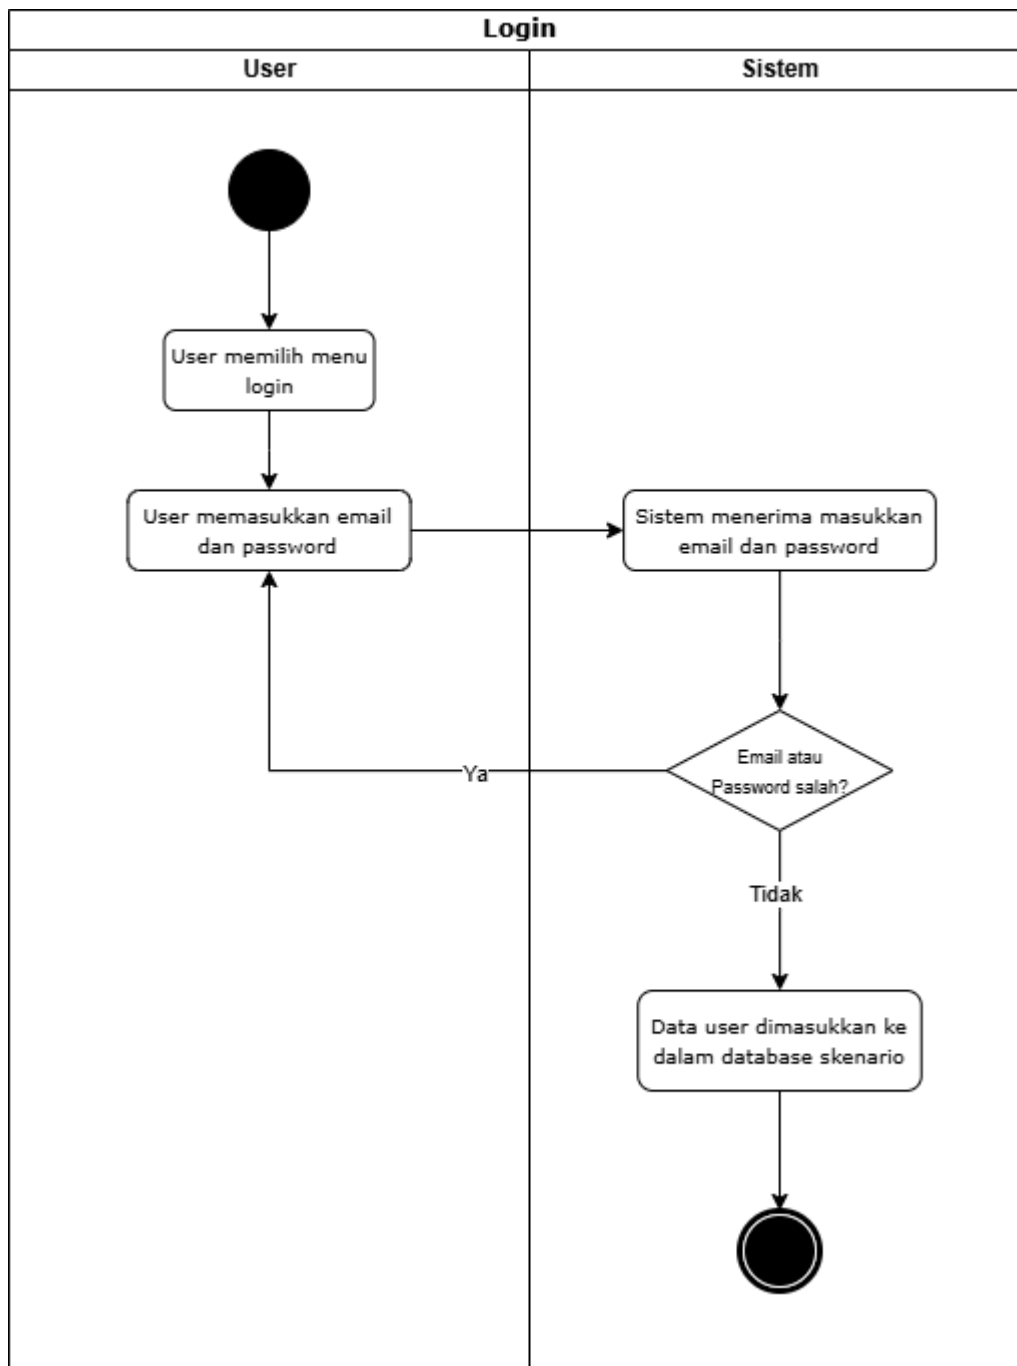 Login
User
Sistem
User memilih menu
login
User memasukkan email
dan password
Sistem menerima masukkan
email dan password
Email atau
Password salah?
Ya
Tidak
Data user dimasukkan ke
dalam database skenario